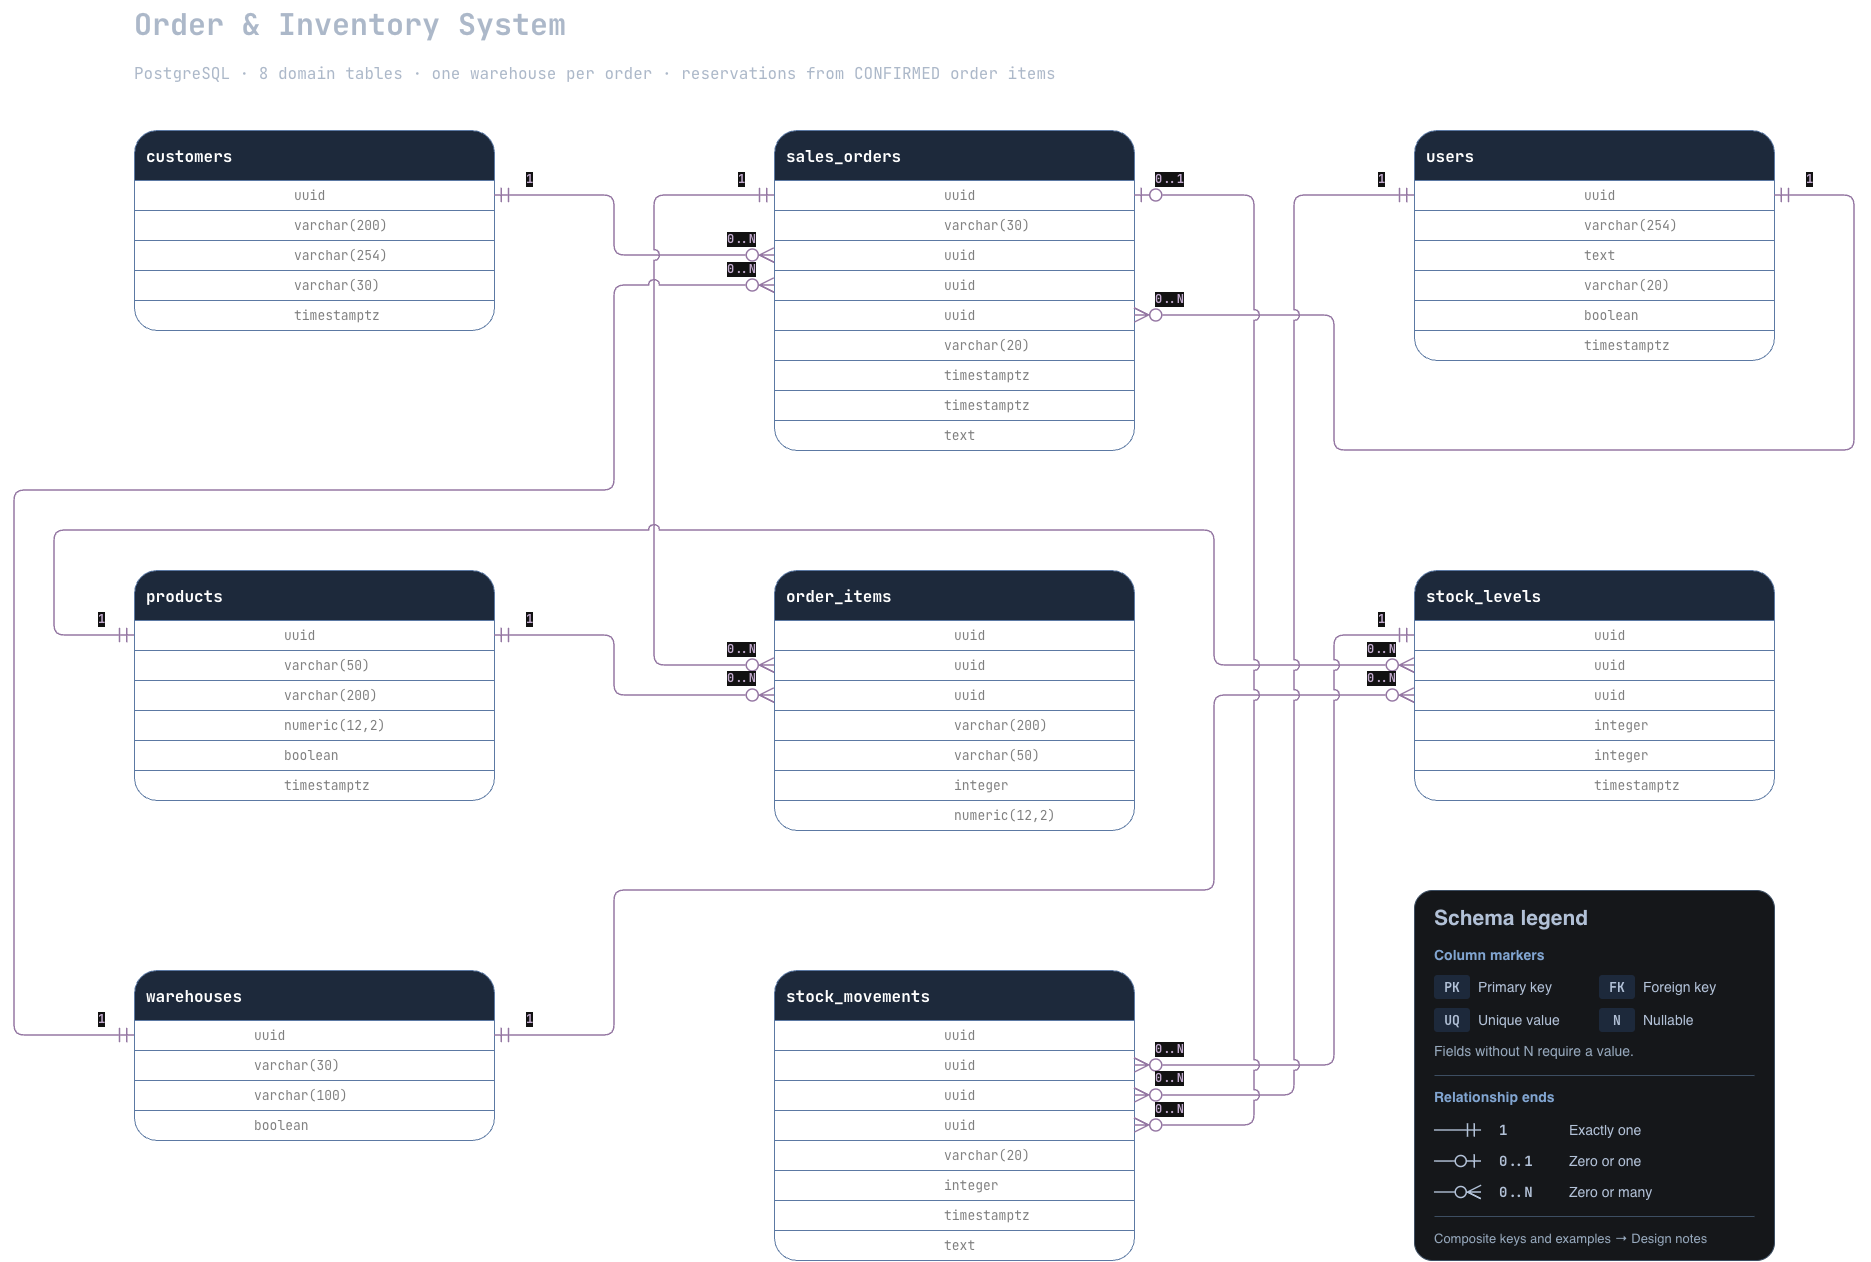 Order & Inventory System
PostgreSQL · 8 domain tables · one warehouse per order · reservations from CONFIRMED order items
customers
uuid
varchar(200)
varchar(254)
varchar(30)
timestamptz
1
sales_orders
uuid
varchar(30)
uuid
uuid
uuid
varchar(20)
timestamptz
timestamptz
text
1
0..N
0..N
0..1
0..N
users
uuid
varchar(254)
text
varchar(20)
boolean
timestamptz
1
1
products
uuid
varchar(50)
varchar(200)
numeric(12,2)
boolean
timestamptz
1
1
order_items
uuid
uuid
uuid
varchar(200)
varchar(50)
integer
numeric(12,2)
0..N
0..N
stock_levels
uuid
uuid
uuid
integer
integer
timestamptz
1
0..N
0..N
warehouses
uuid
varchar(30)
varchar(100)
boolean
1
1
stock_movements
uuid
uuid
uuid
uuid
varchar(20)
integer
timestamptz
text
0..N
0..N
0..N
Schema legend
Column markers
PK Primary key FK Foreign key
UQ Unique value N Nullable
Fields without N require a value.
Relationship ends
1 Exactly one
0..1 Zero or one
0..N Zero or many
Composite keys and examples → Design notes